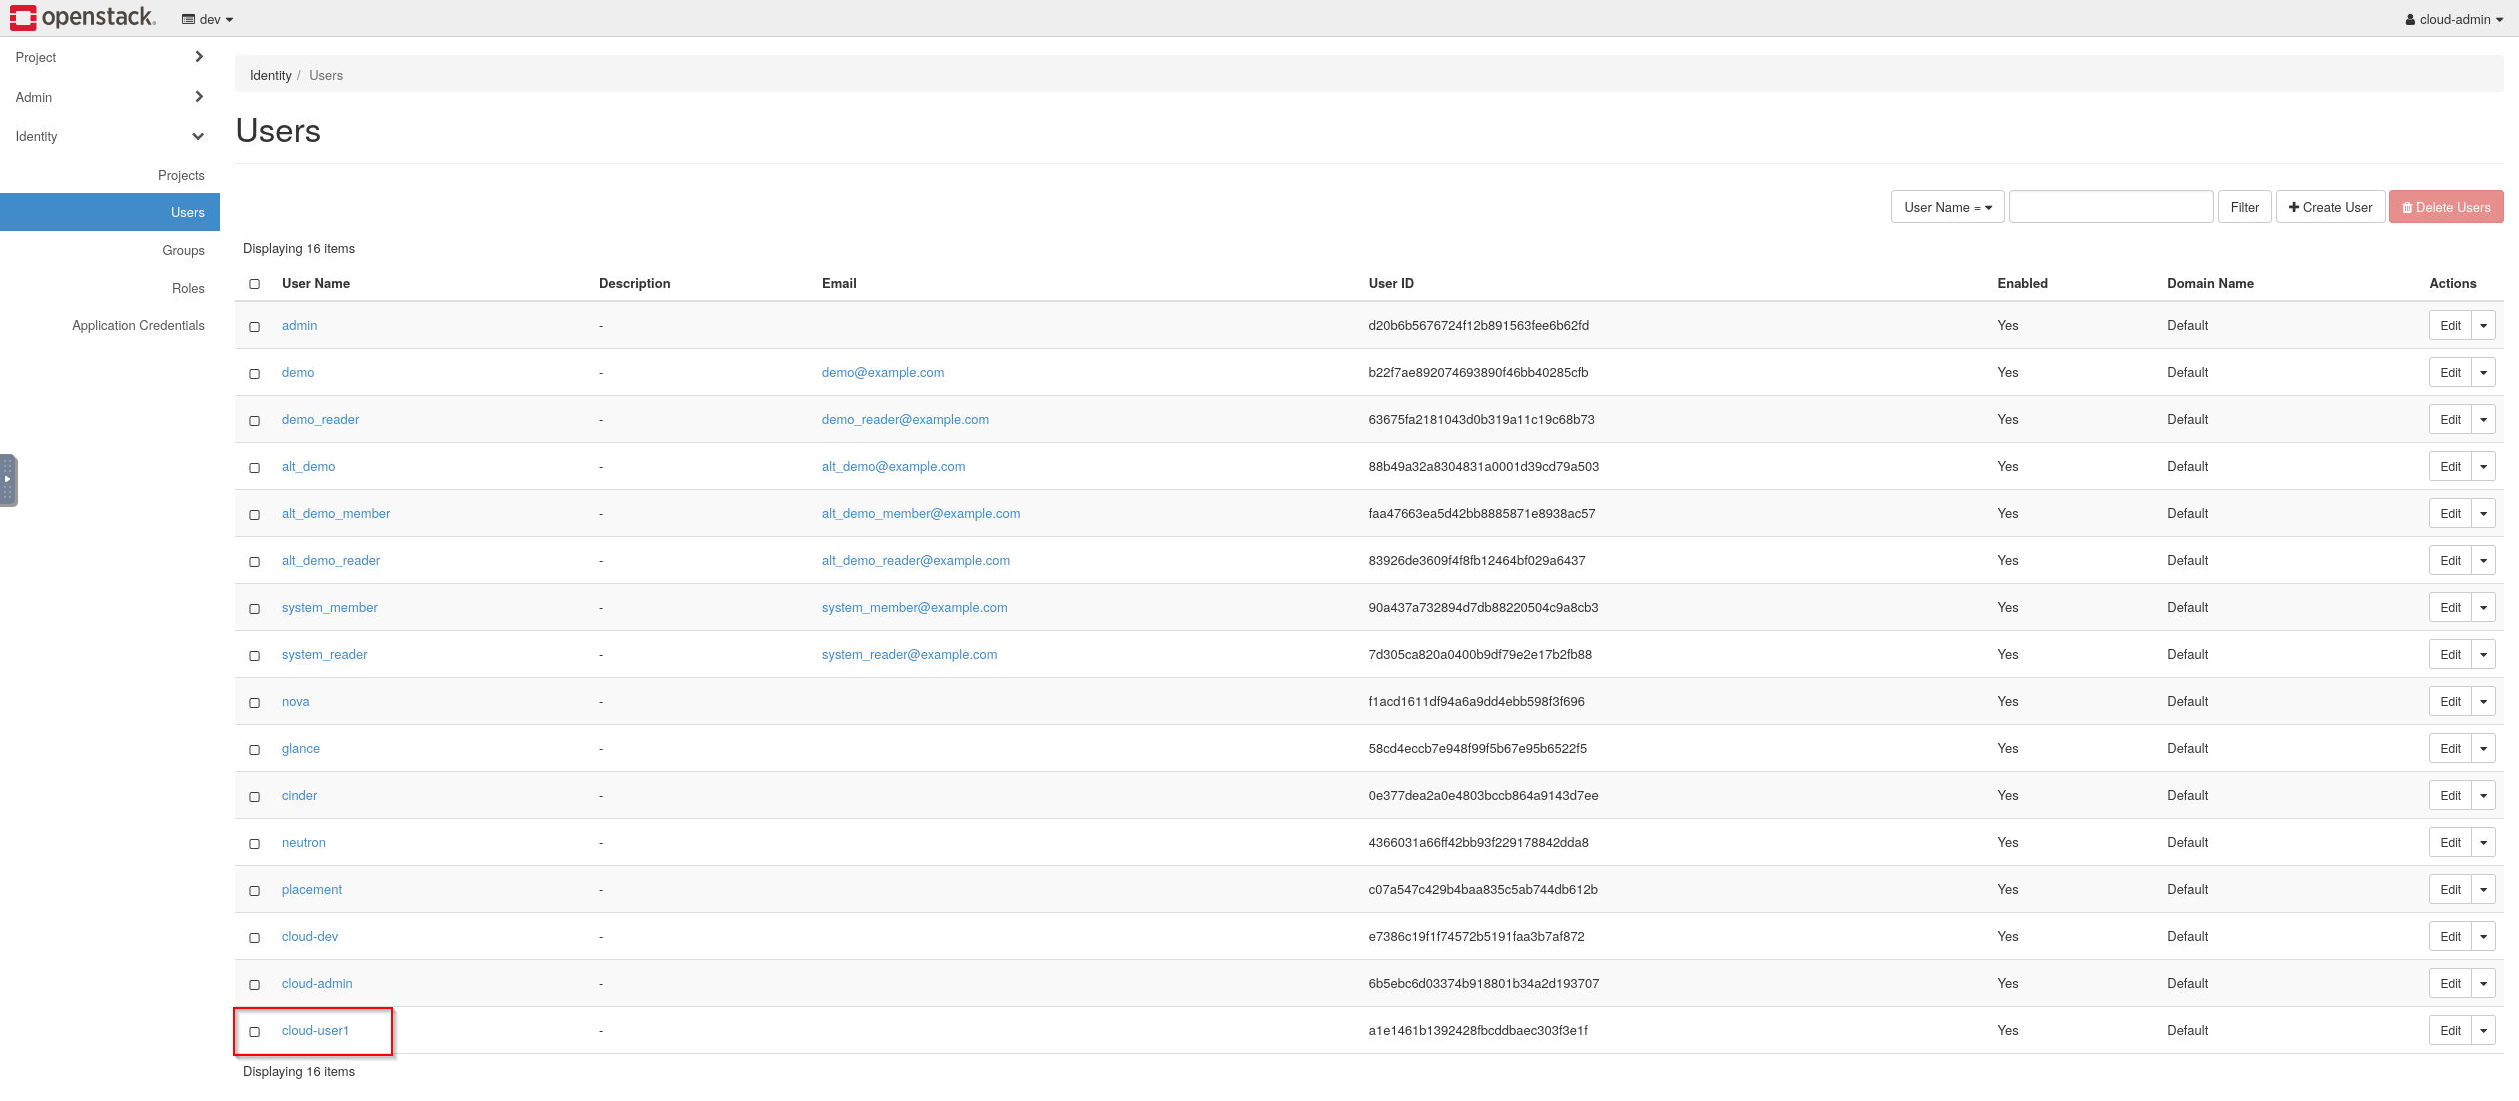 openstack. dev cloud-admin
Project
Admin
Identity
Projects
Users
Groups
Roles
Application Credentials
Identity / Users
Users
User Name = Filter Create User Delete Users
Displaying 16 items
User Name Description Email User ID Enabled Domain Name Actions
admin - d20b6b5676724f12b891563fee6b62fd Yes Default Edit
demo - demo@example.com b22f7ae892074693890f46bb40285cfb Yes Default Edit
demo_reader - demo_reader@example.com 63675fa2181043d0b319a11c19c68b73 Yes Default Edit
alt_demo - alt_demo@example.com 88b49a32a8304831a0001d39cd79a503 Yes Default Edit
alt_demo_member - alt_demo_member@example.com faa47663ea5d42bb8885871e8938ac57 Yes Default Edit
alt_demo_reader - alt_demo_reader@example.com 83926de3609f4f8fb12464bf029a6437 Yes Default Edit
system_member - system_member@example.com 90a437a732894d7db88220504c9a8cb3 Yes Default Edit
system_reader - system_reader@example.com 7d305ca820a0400b9df79e2e17b2fb88 Yes Default Edit
nova - f1acd1611df94a6a9dd4ebb598f3f696 Yes Default Edit
glance - 58cd4eccb7e948f99f5b67e95b6522f5 Yes Default Edit
cinder - 0e377dea2a0e4803bccb864a9143d7ee Yes Default Edit
neutron - 4366031a66ff42bb93f229178842dda8 Yes Default Edit
placement - c07a547c429b4baa835c5ab744db612b Yes Default Edit
cloud-dev - e7386c19f1f74572b5191faa3b7af872 Yes Default Edit
cloud-admin - 6b5ebc6d03374b918801b34a2d193707 Yes Default Edit
cloud-user1 - a1e1461b1392428fbcddbaec303f3e1f Yes Default Edit
Displaying 16 items